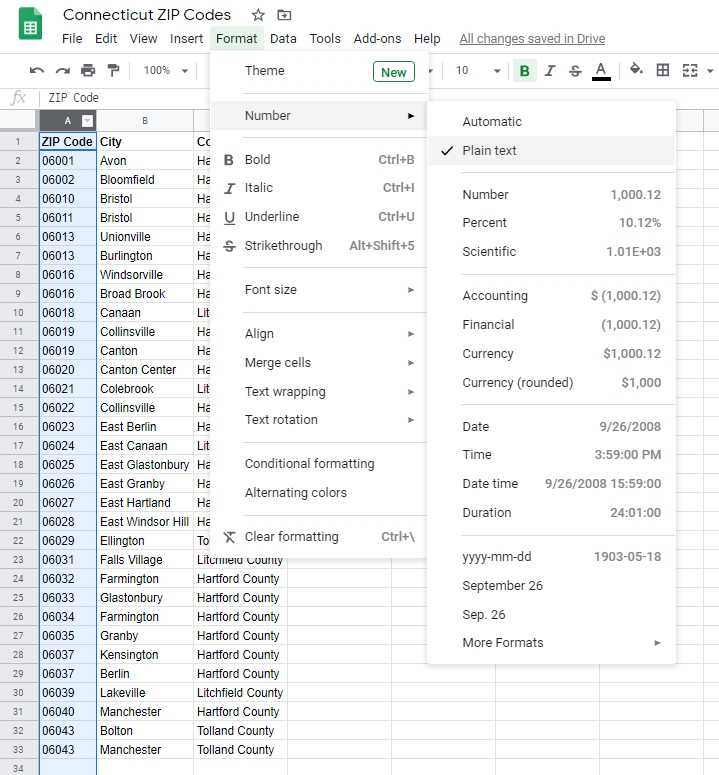 Connecticut ZIP Codes
File Edit View Insert Format Data Tools Add-ons Help All changes saved in Drive
100% 10 B I S A
fx ZIP Code
A B
1 ZIP Code City Co
2 06001 Avon Ha
3 06002 Bloomfield Ha
4 06010 Bristol Ha
5 06011 Bristol Ha
6 06013 Unionville Ha
7 06013 Burlington Ha
8 06016 Windsorville Ha
9 06016 Broad Brook Ha
10 06018 Canaan Lit
11 06019 Collinsville Ha
12 06019 Canton Ha
13 06020 Canton Center Ha
14 06021 Colebrook Lit
15 06022 Collinsville Ha
16 06023 East Berlin Ha
17 06024 East Canaan Lit
18 06025 East Glastonbury Ha
19 06026 East Granby Ha
20 06027 East Hartland Ha
21 06028 East Windsor Hill Ha
22 06029 Ellington To
23 06031 Falls Village Litchfield County
24 06032 Farmington Hartford County
25 06033 Glastonbury Hartford County
26 06034 Farmington Hartford County
27 06035 Granby Hartford County
28 06037 Kensington Hartford County
29 06037 Berlin Hartford County
30 06039 Lakeville Litchfield County
31 06040 Manchester Hartford County
32 06043 Bolton Tolland County
33 06043 Manchester Tolland County
34
Theme New
Number
B Bold Ctrl+B
I Italic Ctrl+I
U Underline Ctrl+U
S Strikethrough Alt+Shift+5
Font size
Align
Merge cells
Text wrapping
Text rotation
Conditional formatting
Alternating colors
Clear formatting Ctrl+\
Automatic
Plain text
Number 1,000.12
Percent 10.12%
Scientific 1.01E+03
Accounting $ (1,000.12)
Financial (1,000.12)
Currency $1,000.12
Currency (rounded) $1,000
Date 9/26/2008
Time 3:59:00 PM
Date time 9/26/2008 15:59:00
Duration 24:01:00
yyyy-mm-dd 1903-05-18
September 26
Sep. 26
More Formats